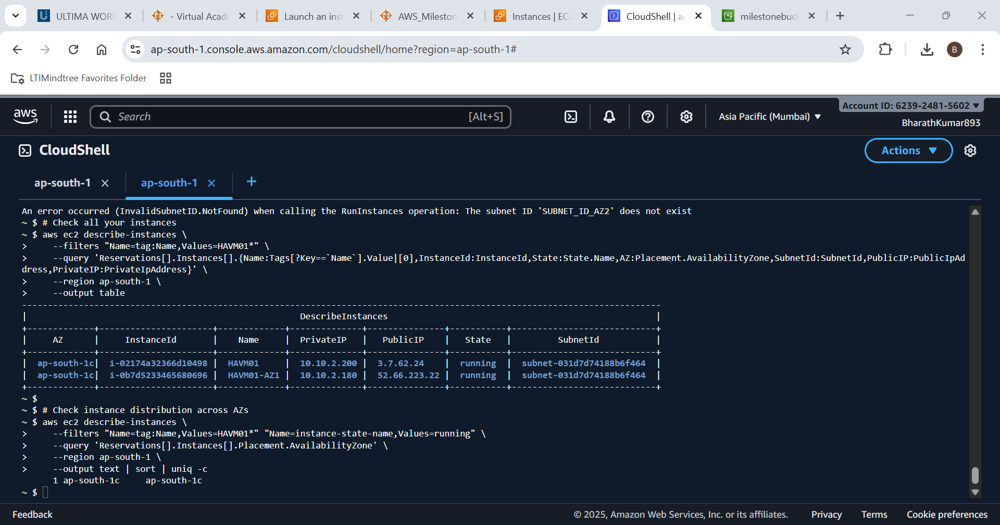 ULTIMA WOR
- Virtual Acade
Launch an inst
AWS_Mileston
Instances | EC2
CloudShell | ap
milestonebuck
ap-south-1.console.aws.amazon.com/cloudshell/home?region=ap-south-1#
B
LTIMindtree Favorites Folder
aws
Search
[Alt+S]
Asia Pacific (Mumbai)
Account ID: 6239-2481-5602
BharathKumar893
CloudShell
Actions
ap-south-1
ap-south-1
An error occurred (InvalidSubnetID.NotFound) when calling the RunInstances operation: The subnet ID 'SUBNET_ID_AZ2' does not exist
~ $ # Check all your instances
~ $ aws ec2 describe-instances \
>     --filters "Name=tag:Name,Values=HAVM01*" \
>     --query 'Reservations[].Instances[].{Name:Tags[?Key==`Name`].Value|[0],InstanceId:InstanceId,State:State.Name,AZ:Placement.AvailabilityZone,SubnetId:SubnetId,PublicIP:PublicIpAd
dress,PrivateIP:PrivateIpAddress}' \
>     --region ap-south-1 \
>     --output table
----------------------------------------------------------------------------------------------------------------------------
|                                                     DescribeInstances                                                    |
+-------------+----------------------+-------------+--------------+---------------+-----------+----------------------------+
|     AZ      |     InstanceId       |    Name     |  PrivateIP   |   PublicIP    |   State   |         SubnetId           |
+-------------+----------------------+-------------+--------------+---------------+-----------+----------------------------+
|  ap-south-1c|  i-02174a32366d10498 |  HAVM01     |  10.10.2.200 |  3.7.62.24    |  running  |  subnet-031d7d74188b6f464  |
|  ap-south-1c|  i-0b7d5233465680696 |  HAVM01-AZ1 |  10.10.2.180 |  52.66.223.22 |  running  |  subnet-031d7d74188b6f464  |
+-------------+----------------------+-------------+--------------+---------------+-----------+----------------------------+
~ $
~ $ # Check instance distribution across AZs
~ $ aws ec2 describe-instances \
>     --filters "Name=tag:Name,Values=HAVM01*" "Name=instance-state-name,Values=running" \
>     --query 'Reservations[].Instances[].Placement.AvailabilityZone' \
>     --region ap-south-1 \
>     --output text | sort | uniq -c
      1 ap-south-1c     ap-south-1c
~ $
Feedback
© 2025, Amazon Web Services, Inc. or its affiliates.
Privacy
Terms
Cookie preferences